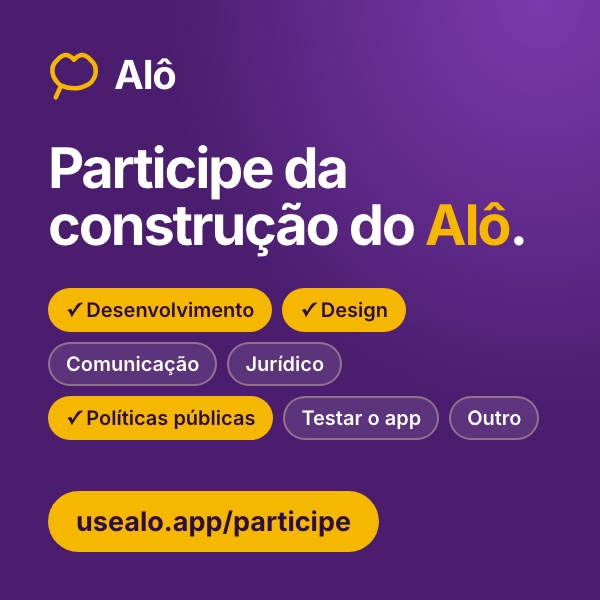 Alô
Participe da
construção do Alô.
✓ Desenvolvimento ✓ Design
Comunicação Jurídico
✓ Políticas públicas Testar o app Outro
usealo.app/participe